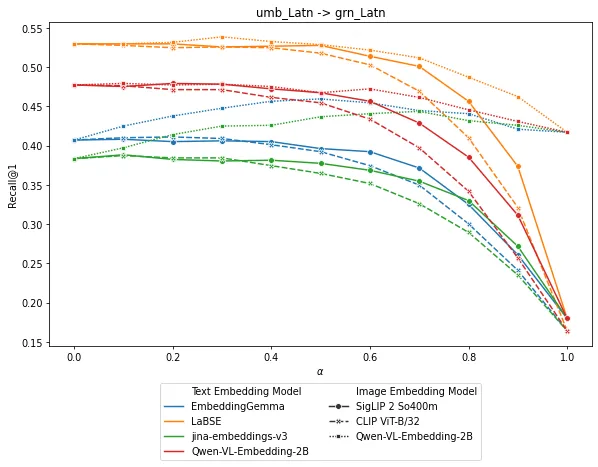 umb_Latn -> grn_Latn
0.55
0.50
0.45
0.40
0.35
0.30
0.25
0.20
0.15
Recall@1
0.0 0.2 0.4 0.6 0.8 1.0
α
Text Embedding Model Image Embedding Model
EmbeddingGemma SigLIP 2 So400m
LaBSE CLIP ViT-B/32
jina-embeddings-v3 Qwen-VL-Embedding-2B
Qwen-VL-Embedding-2B